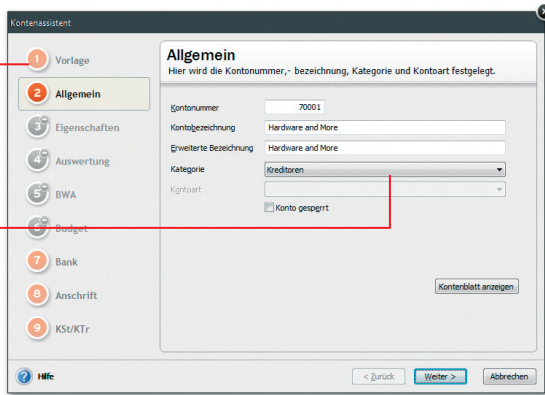 Kontenassistent
1 Vorlage
2 Allgemein
3 Eigenschaften
4 Auswertung
5 BWA
6 Budget
7 Bank
8 Anschrift
9 KSt/KTr
Allgemein
Hier wird die Kontonummer,- bezeichnung, Kategorie und Kontoart festgelegt.
Kontonummer 70001
Kontobezeichnung Hardware and More
Erweiterte Bezeichnung Hardware and More
Kategorie Kreditoren
Kontoart
Konto gesperrt
Kontenblatt anzeigen
? Hilfe
< Zurück Weiter > Abbrechen